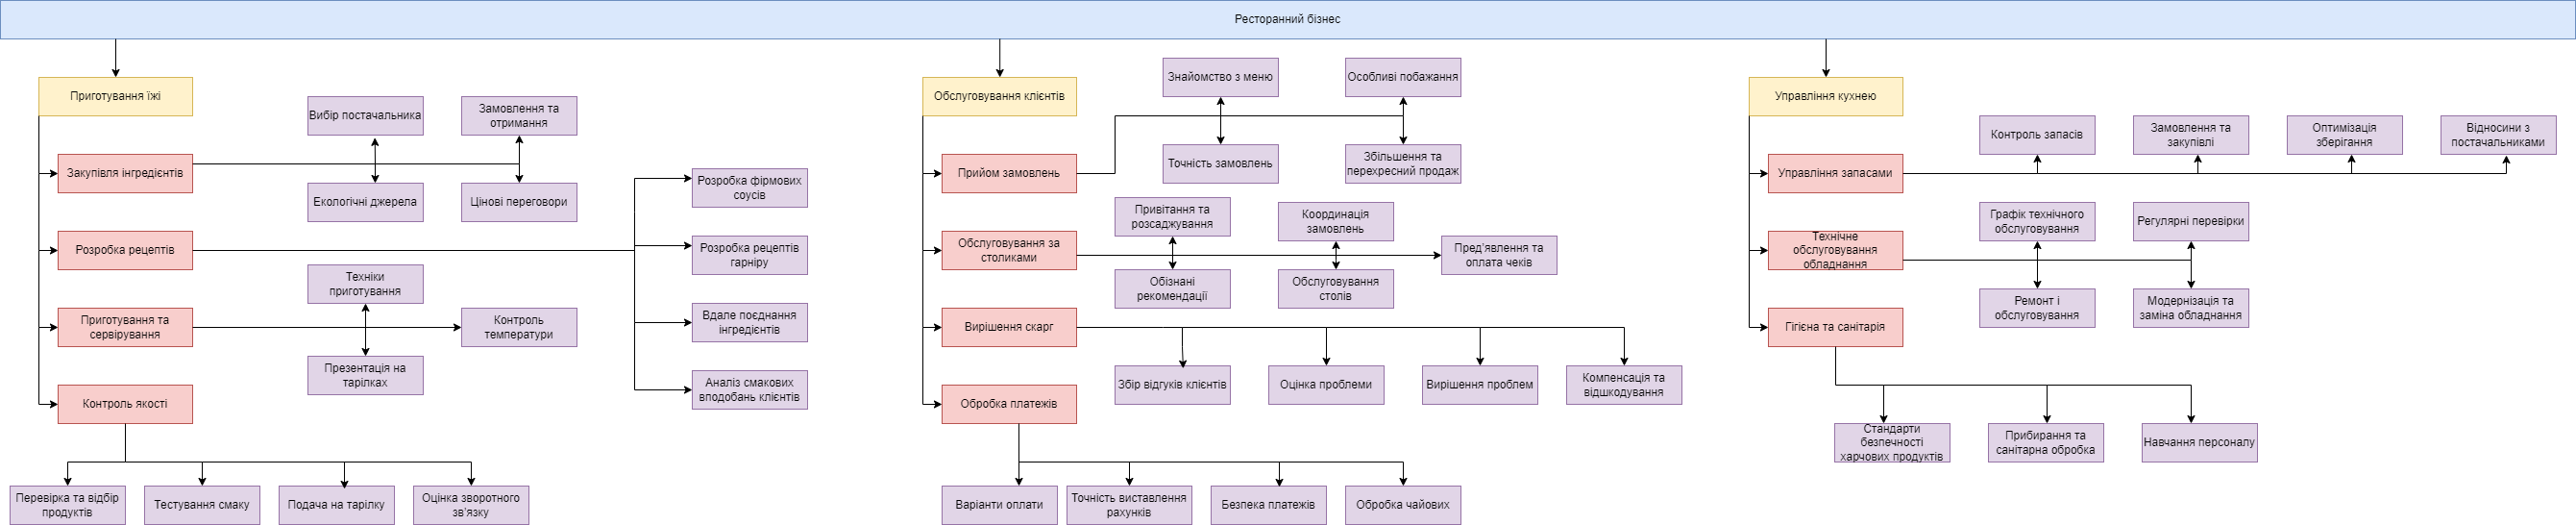 Ресторанний бізнес
Приготування їжі
Закупівля інгредієнтів
Вибір постачальника
Замовлення та
отримання
Екологічні джерела
Цінові переговори
Розробка рецептів
Розробка фірмових
соусів
Розробка рецептів
гарніру
Вдале поєднання
інгредієнтів
Аналіз смакових
вподобань клієнтів
Приготування та
сервірування
Техніки
приготування
Контроль
температури
Презентація на
тарілках
Контроль якості
Перевірка та відбір
продуктів
Тестування смаку
Подача на тарілку
Оцінка зворотного
зв'язку
Обслуговування клієнтів
Прийом замовлень
Знайомство з меню
Особливі побажання
Точність замовлень
Збільшення та
перехресний продаж
Обслуговування за
столиками
Привітання та
розсаджування
Координація
замовлень
Пред'явлення та
оплата чеків
Обізнані
рекомендації
Обслуговування
столів
Вирішення скарг
Збір відгуків клієнтів
Оцінка проблеми
Вирішення проблем
Компенсація та
відшкодування
Обробка платежів
Варіанти оплати
Точність виставлення
рахунків
Безпека платежів
Обробка чайових
Управління кухнею
Управління запасами
Контроль запасів
Замовлення та
закупівлі
Оптимізація
зберігання
Відносини з
постачальниками
Технічне
обслуговування
обладнання
Графік технічного
обслуговування
Регулярні перевірки
Ремонт і
обслуговування
Модернізація та
заміна обладнання
Гігієна та санітарія
Стандарти
безпечності
харчових продуктів
Прибирання та
санітарна обробка
Навчання персоналу